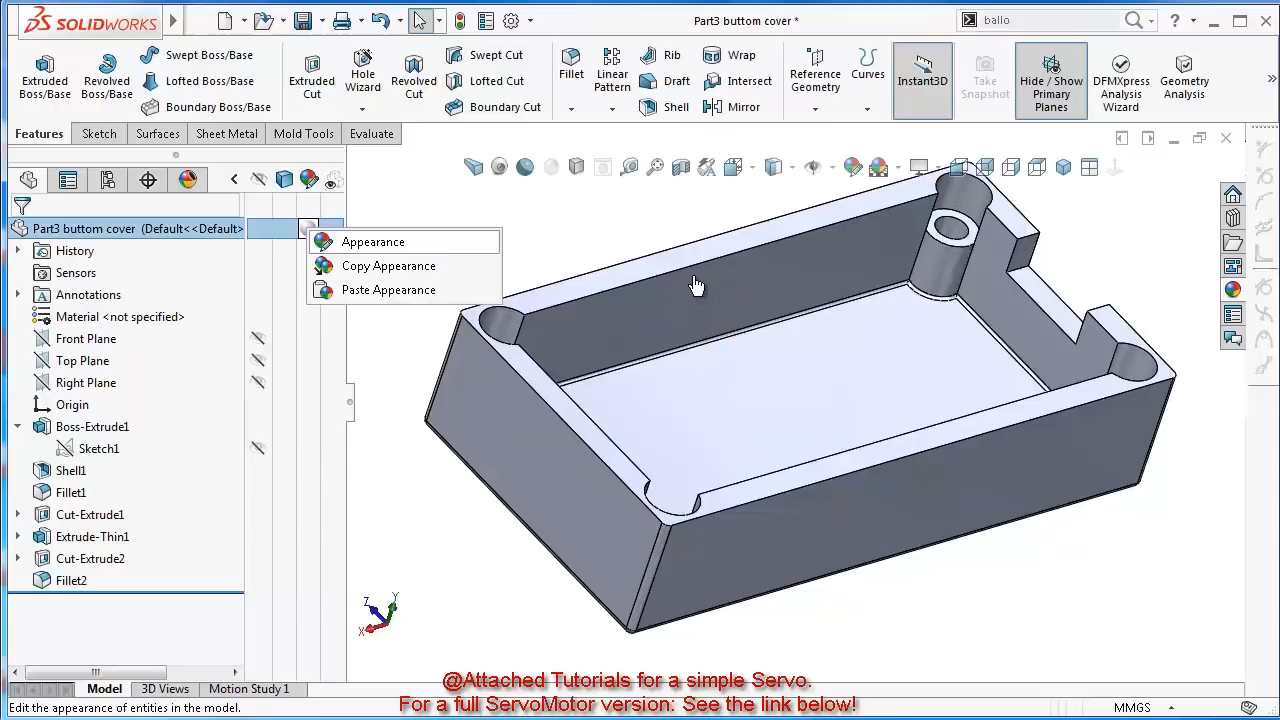 SOLIDWORKS
Part3 buttom cover *
ballo
Extruded Boss/Base
Revolved Boss/Base
Swept Boss/Base
Lofted Boss/Base
Boundary Boss/Base
Extruded Cut
Hole Wizard
Revolved Cut
Swept Cut
Lofted Cut
Boundary Cut
Fillet
Linear Pattern
Rib
Draft
Shell
Wrap
Intersect
Mirror
Reference Geometry
Curves
Instant3D
Take Snapshot
Hide / Show Primary Planes
DFMXpress Analysis Wizard
Geometry Analysis
Features
Sketch
Surfaces
Sheet Metal
Mold Tools
Evaluate
Part3 buttom cover (Default<<Default>
History
Sensors
Annotations
Material <not specified>
Front Plane
Top Plane
Right Plane
Origin
Boss-Extrude1
Sketch1
Shell1
Fillet1
Cut-Extrude1
Extrude-Thin1
Cut-Extrude2
Fillet2
Appearance
Copy Appearance
Paste Appearance
Z
Y
X
Model
3D Views
Motion Study 1
@Attached Tutorials for a simple Servo.
For a full ServoMotor version: See the link below!
Edit the appearance of entities in the model.
MMGS